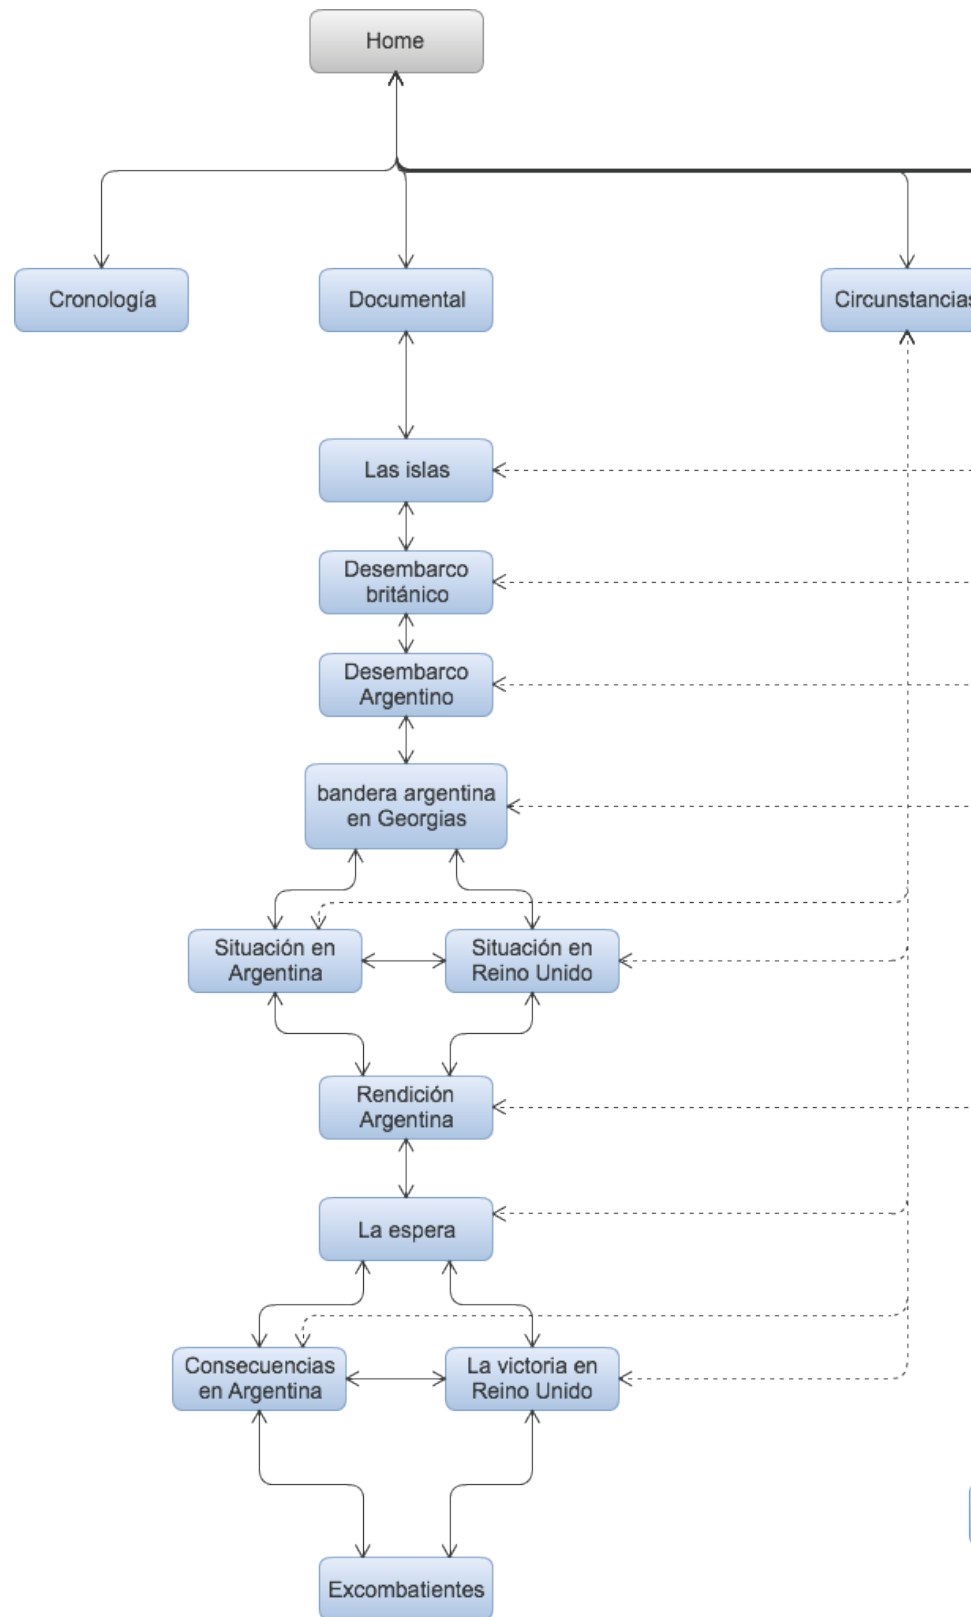 Home
Cronología
Documental
Circunstancias
Las islas
Desembarco
británico
Desembarco
Argentino
bandera argentina
en Georgias
Situación en
Argentina
Situación en
Reino Unido
Rendición
Argentina
La espera
Consecuencias
en Argentina
La victoria en
Reino Unido
Excombatientes